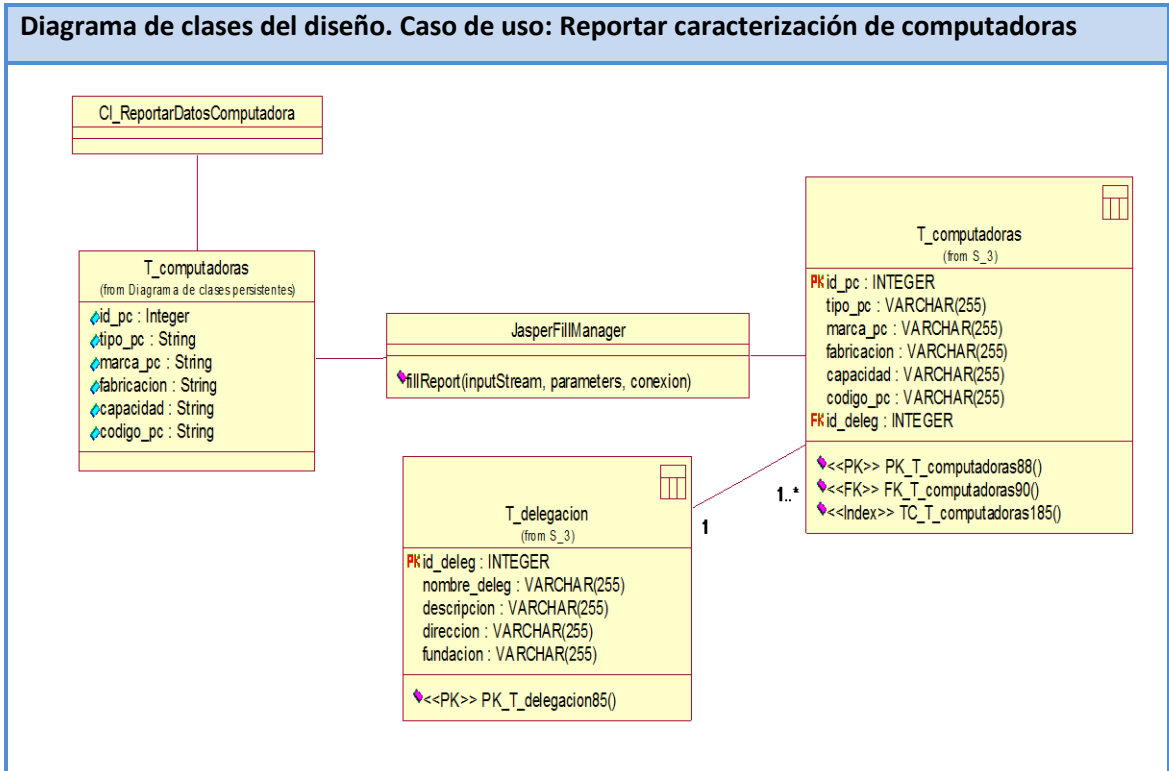 Diagrama de clases del diseño. Caso de uso: Reportar caracterización de computadoras
CI_ReportarDatosComputadora
T_computadoras
(from Diagrama de clases persistentes)
id_pc : Integer
tipo_pc : String
marca_pc : String
fabricacion : String
capacidad : String
codigo_pc : String
JasperFillManager
fillReport(inputStream, parameters, conexion)
T_computadoras
(from S_3)
PK id_pc : INTEGER
tipo_pc : VARCHAR(255)
marca_pc : VARCHAR(255)
fabricacion : VARCHAR(255)
capacidad : VARCHAR(255)
codigo_pc : VARCHAR(255)
FK id_deleg : INTEGER
<<PK>> PK_T_computadoras88()
<<FK>> FK_T_computadoras90()
<<Index>> TC_T_computadoras185()
1..*
1
T_delegacion
(from S_3)
PK id_deleg : INTEGER
nombre_deleg : VARCHAR(255)
descripcion : VARCHAR(255)
direccion : VARCHAR(255)
fundacion : VARCHAR(255)
<<PK>> PK_T_delegacion85()